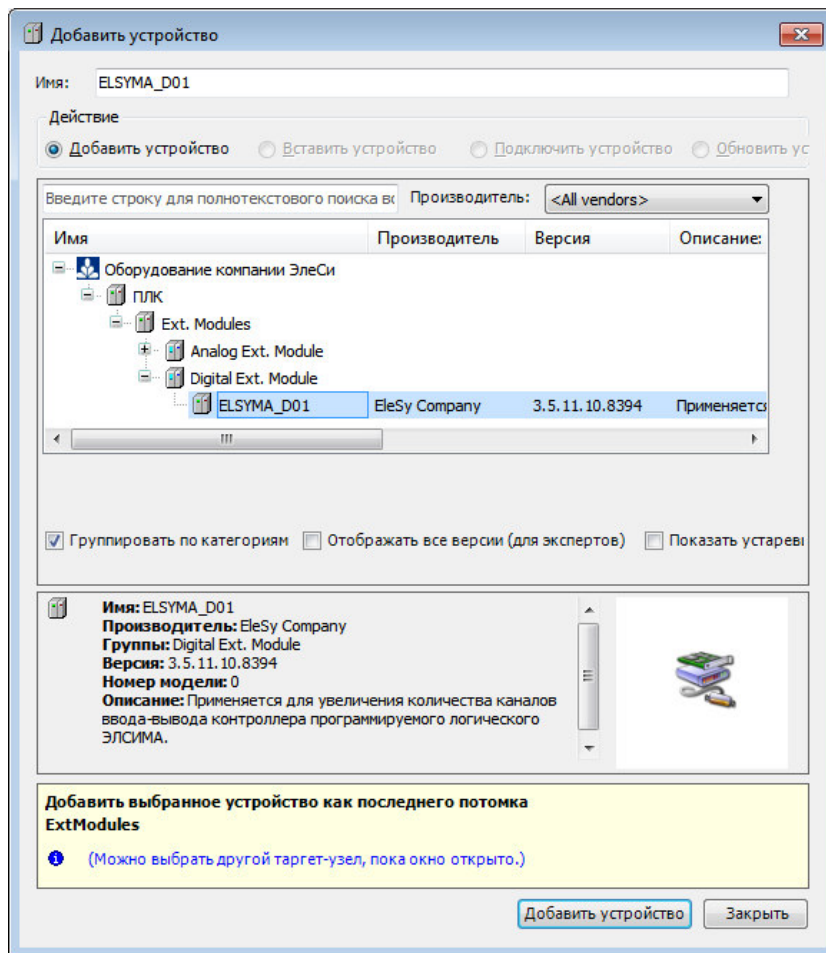 Добавить устройство
Имя: ELSYMA_D01
Действие
Добавить устройство Вставить устройство Подключить устройство Обновить ус
Введите строку для полнотекстового поиска во Производитель: <All vendors>
Имя Производитель Версия Описание:
Оборудование компании ЭлеСи
ПЛК
Ext. Modules
Analog Ext. Module
Digital Ext. Module
ELSYMA_D01 EleSy Company 3.5.11.10.8394 Применяется
Группировать по категориям Отображать все версии (для экспертов) Показать устарев
Имя: ELSYMA_D01
Производитель: EleSy Company
Группы: Digital Ext. Module
Версия: 3.5.11.10.8394
Номер модели: 0
Описание: Применяется для увеличения количества каналов
ввода-вывода контроллера программируемого логического
ЭЛСИМА.
Добавить выбранное устройство как последнего потомка
ExtModules
(Можно выбрать другой таргет-узел, пока окно открыто.)
Добавить устройство Закрыть